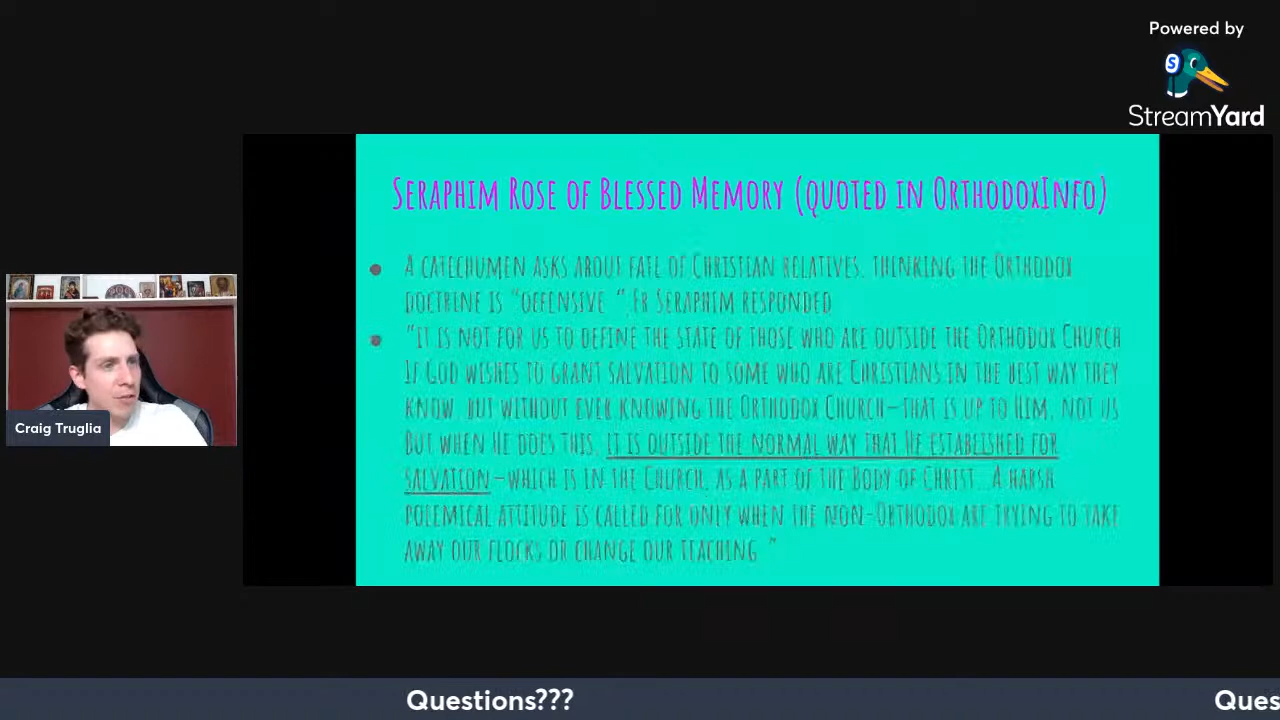 Powered by
StreamYard
Seraphim Rose of Blessed Memory (quoted in OrthodoxInfo)
• A catechumen asks about fate of Christian relatives, thinking the Orthodox
doctrine is "offensive." Fr Seraphim responded
• "It is not for us to define the state of those who are outside the Orthodox Church
If God wishes to grant salvation to some who are Christians in the best way they
know, but without ever knowing the Orthodox Church—that is up to Him, not us
But when He does this, it is outside the normal way that He established for
salvation—which is in the Church, as a part of the Body of Christ...A harsh
polemical attitude is called for only when the non-Orthodox are trying to take
away our flocks or change our teaching."
Craig Truglia
Questions???
Ques